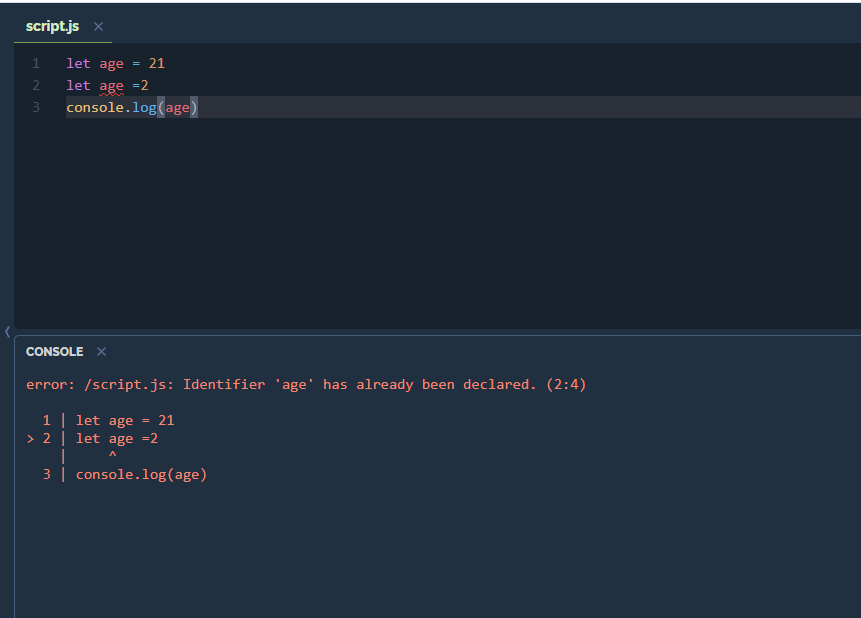 script.js ×
1 let age = 21
2 let age =2
3 console.log(age)
CONSOLE ×
error: /script.js: Identifier 'age' has already been declared. (2:4)
  1 | let age = 21
> 2 | let age =2
    |     ^
  3 | console.log(age)